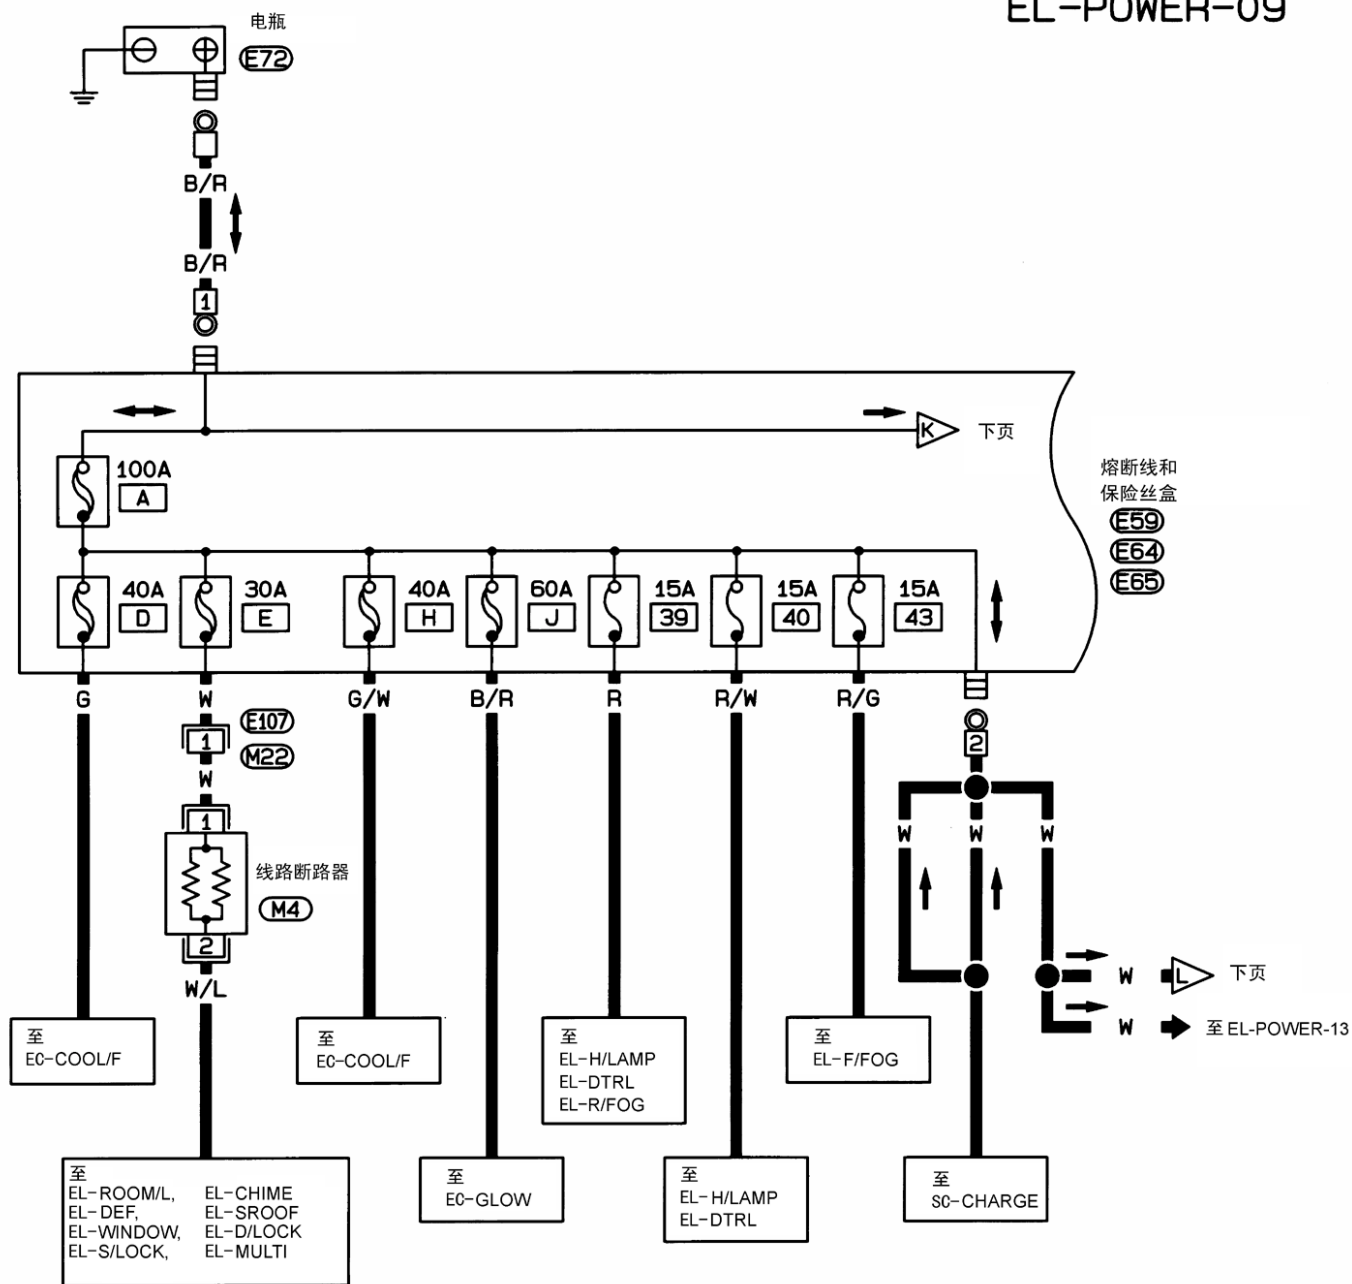 EL-POWER-09
电瓶
E72
B/R
B/R
1
K
下页
100A
A
熔断线和
保险丝盒
E59
E64
E65
40A
D
30A
E
40A
H
60A
J
15A
39
15A
40
15A
43
G
W
G/W
B/R
R
R/W
R/G
E107
1
M22
2
W
1
W
W
W
线路断路器
M4
2
W/L
W
L
下页
W
至 EL-POWER-13
至
EC-COOL/F
至
EC-COOL/F
至
EL-H/LAMP
EL-DTRL
EL-R/FOG
至
EL-F/FOG
至
EL-ROOM/L, EL-CHIME
EL-DEF, EL-SROOF
EL-WINDOW, EL-D/LOCK
EL-S/LOCK, EL-MULTI
至
EC-GLOW
至
EL-H/LAMP
EL-DTRL
至
SC-CHARGE